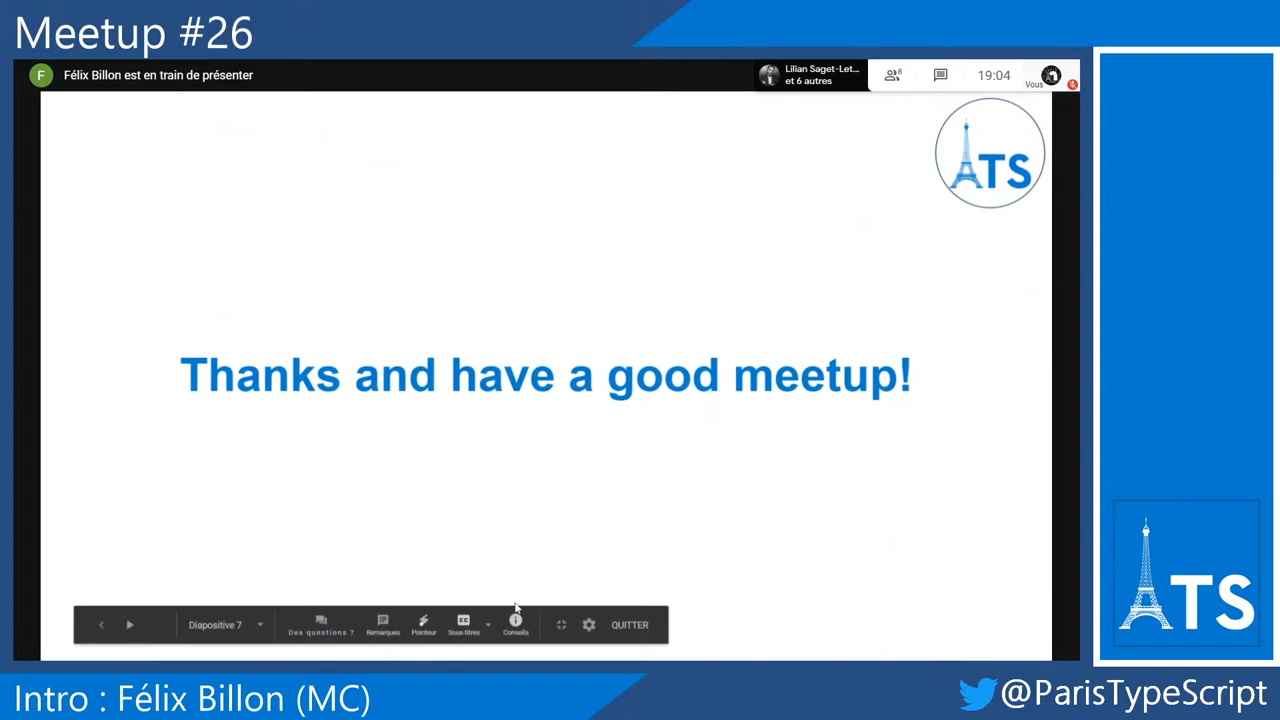 Meetup #26
F
Félix Billon est en train de présenter
Lilian Saget-Let...
et 6 autres
8
19:04
Vous
TS
Thanks and have a good meetup!
Diapositive 7
Des questions ?
Remarques
Pointeur
Sous titres
Conseils
QUITTER
TS
Intro : Félix Billon (MC)
@ParisTypeScript